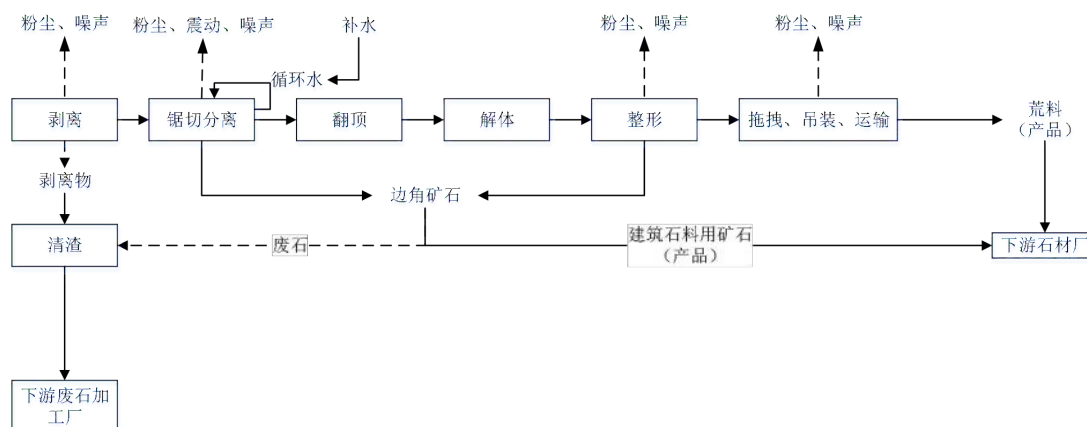 粉尘、噪声
粉尘、震动、噪声
补水
粉尘、噪声
粉尘、噪声
循环水
剥离
锯切分离
翻顶
解体
整形
拖拽、吊装、运输
荒料
（产品）
剥离物
边角矿石
清渣
废石
建筑石料用矿石
（产品）
下游石材厂
下游废石加
工厂